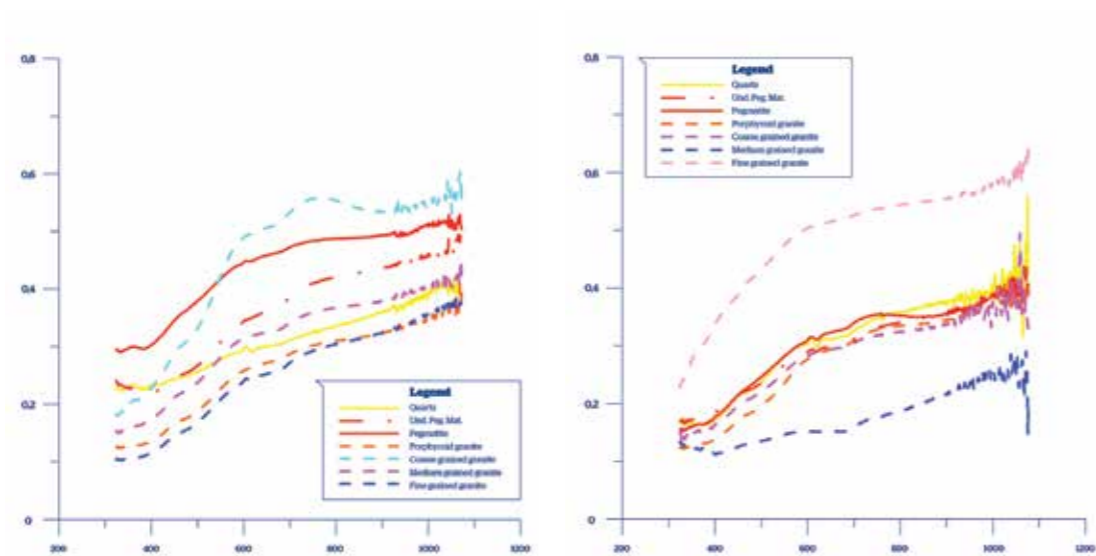 0,8
0,6
0,4
0,2
0
200 400 600 800 1000 1200
Legend
Quartz
Und. Peg. Mat.
Pegmatite
Porphyroid granite
Coarse grained granite
Medium grained granite
Fine grained granite
0,8
0,6
0,4
0,2
0
200 400 600 800 1000 1200
Legend
Quartz
Und. Peg. Mat.
Pegmatite
Porphyroid granite
Coarse grained granite
Medium grained granite
Fine grained granite